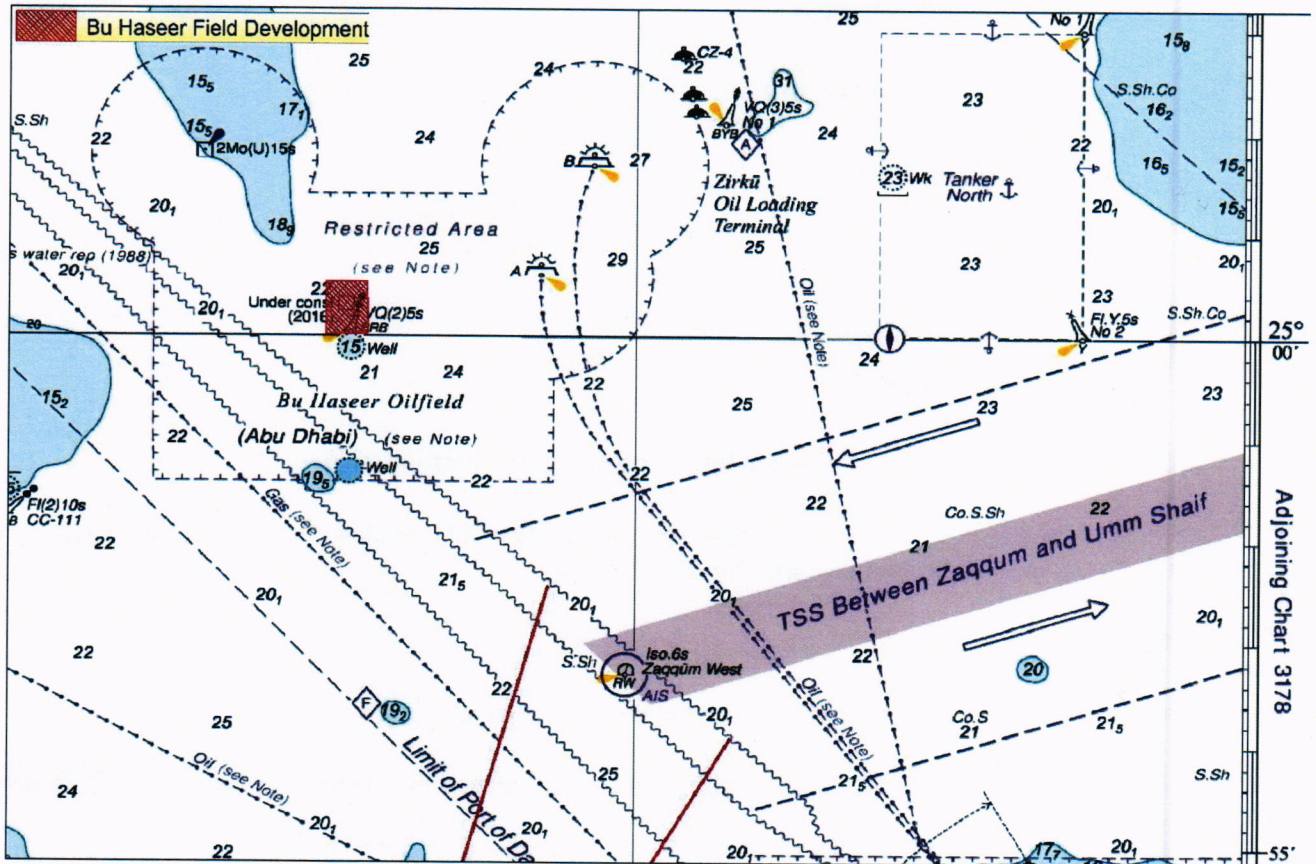 Bu Haseer Field Development
25
25
No 1
15₈
CZ-4
22
24
15₅
17₁
31
VQ(3)5s
No 1
BYB
A
24
23
S.Sh.Co
16₂
S.Sh
22
24
15₅
2Mo(U)15s
B
27
22
16₅
15₂
15₅
Zirkū
Oil Loading
Terminal
23 Wk
Tanker
North
20₁
20₁
18₉
Restricted Area
25
(see Note)
29
25
s water rep (1988)
20₁
A
23
20₁
20₁
Oil (see Note)
23
Under cons
(2016
VQ(2)5s
RB
Fl.Y.5s
No 2
S.Sh.Co
20
15 Well
24
25°
00′
21
24
22
15₂
Bu Haseer Oilfield
25
23
23
22
(Abu Dhabi) (see Note)
Well
19₅
22
22
Fl(2)10s
B CC-111
Gas (see Note)
22
Co.S.Sh
22
22
21
TSS Between Zaqqum and Umm Shaif
21₅
20₁
20₁
20₁
20₁
20₁
Adjoining Chart 3178
22
S.Sh
Iso.6s
Zaqqūm West
RW
AIS
22
20
F
19₂
22
20₁
Co.S
21
21₅
25
Limit of Port of Da
Oil (see Note)
Oil (see Note)
24
25
21₅
S.Sh
20₁
20₁
20₁
22
20₁
17₇
20₁
55′